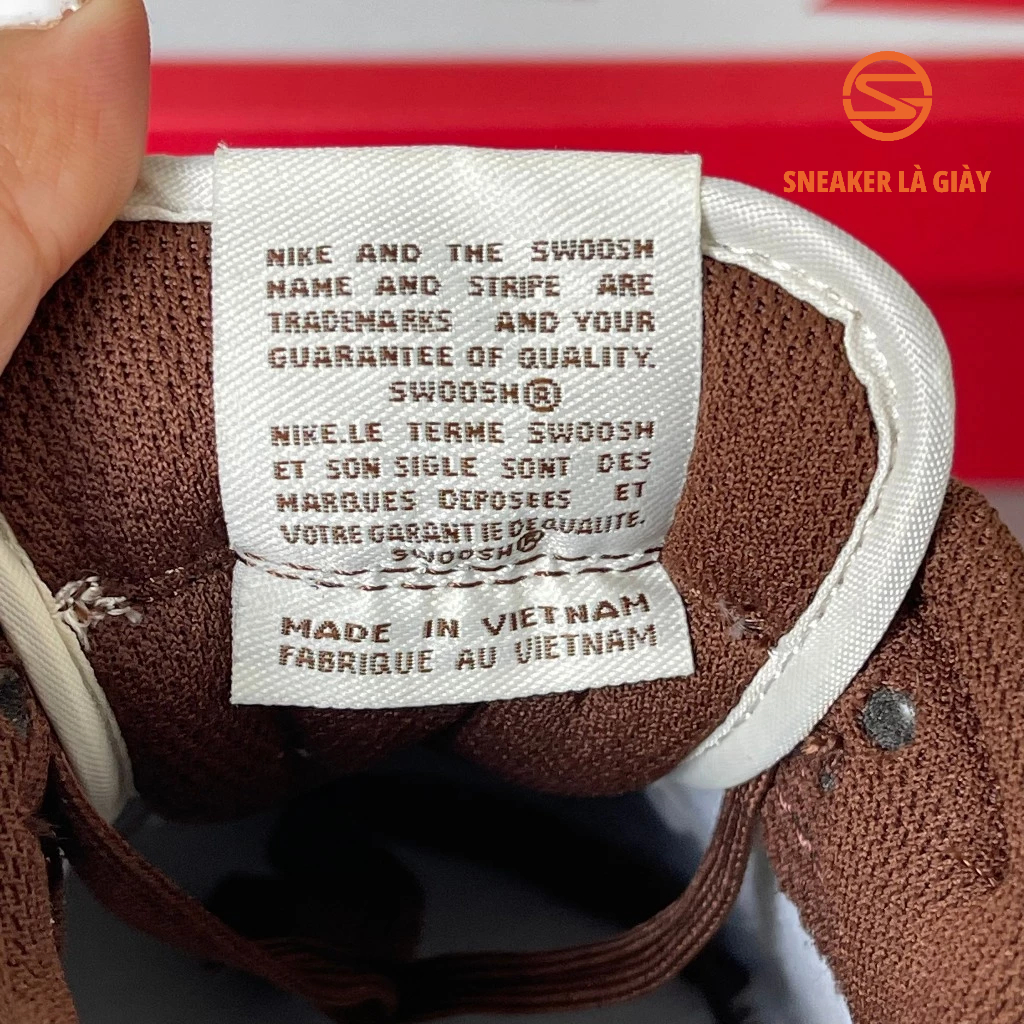 SNEAKER LÀ GIÀY
NIKE AND THE SWOOSH
NAME AND STRIPE ARE
TRADEMARKS AND YOUR
GUARANTEE OF QUALITY.
SWOOSH®
NIKE.LE TERME SWOOSH
ET SON SIGLE SONT DES
MARQUES DEPOSEES ET
VOTRE GARANTIE DE QUALITE.
SWOOSH®
MADE IN VIETNAM
FABRIQUE AU VIETNAM